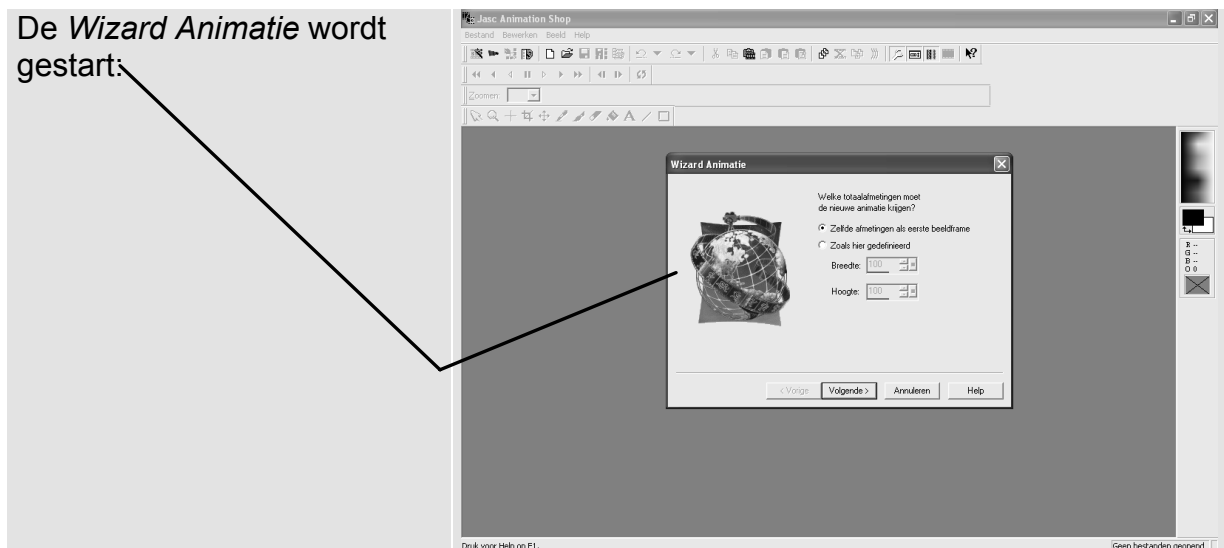 De Wizard Animatie wordt
gestart:
Jasc Animation Shop
Bestand Bewerken Beeld Help
Zoomen:
Wizard Animatie
Welke totaalafmetingen moet
de nieuwe animatie krijgen?
Zelfde afmetingen als eerste beeldframe
Zoals hier gedefinieerd
Breedte: 100
Hoogte: 100
< Vorige Volgende > Annuleren Help
R --
G --
B --
O 0
Druk voor Help op F1.
Geen bestanden geopend